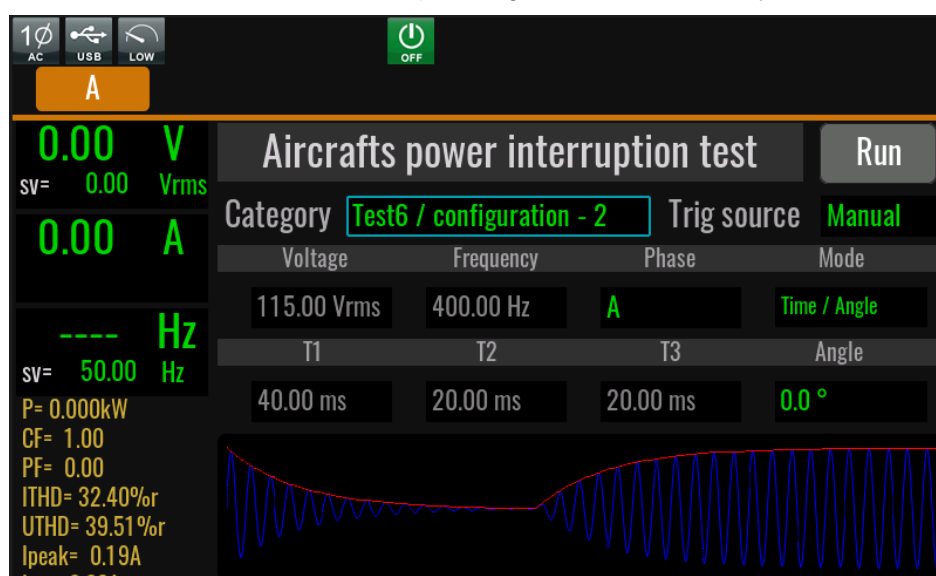 1Ø AC USB LOW OFF
A
0.00 V
sv= 0.00 Vrms
0.00 A
---- Hz
sv= 50.00 Hz
P= 0.000kW
CF= 1.00
PF= 0.00
ITHD= 32.40%r
UTHD= 39.51%r
Ipeak= 0.19A
Aircrafts power interruption test Run
Category Test6 / configuration - 2 Trig source Manual
Voltage Frequency Phase Mode
115.00 Vrms 400.00 Hz A Time / Angle
T1 T2 T3 Angle
40.00 ms 20.00 ms 20.00 ms 0.0 °